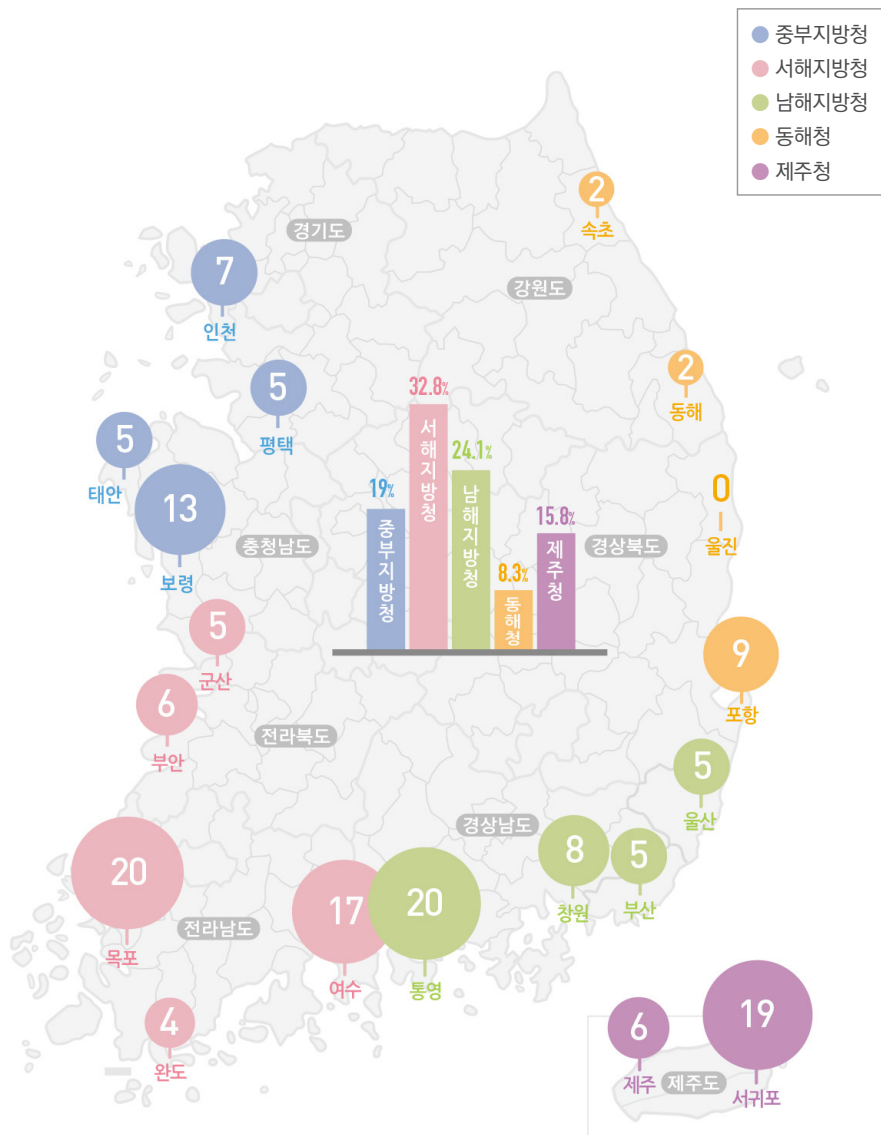 중부지방청
서해지방청
남해지방청
동해청
제주청
2
속초
경기도
7
인천
강원도
2
동해
5
평택
5
태안
13
보령
충청남도
0
울진
경상북도
32.8%
24.1%
19%
15.8%
8.3%
중부지방청
서해지방청
남해지방청
동해청
제주청
5
군산
9
포항
6
부안
전라북도
5
울산
경상남도
8
창원
5
부산
20
목포
전라남도
17
여수
20
통영
4
완도
6
제주
제주도
19
서귀포